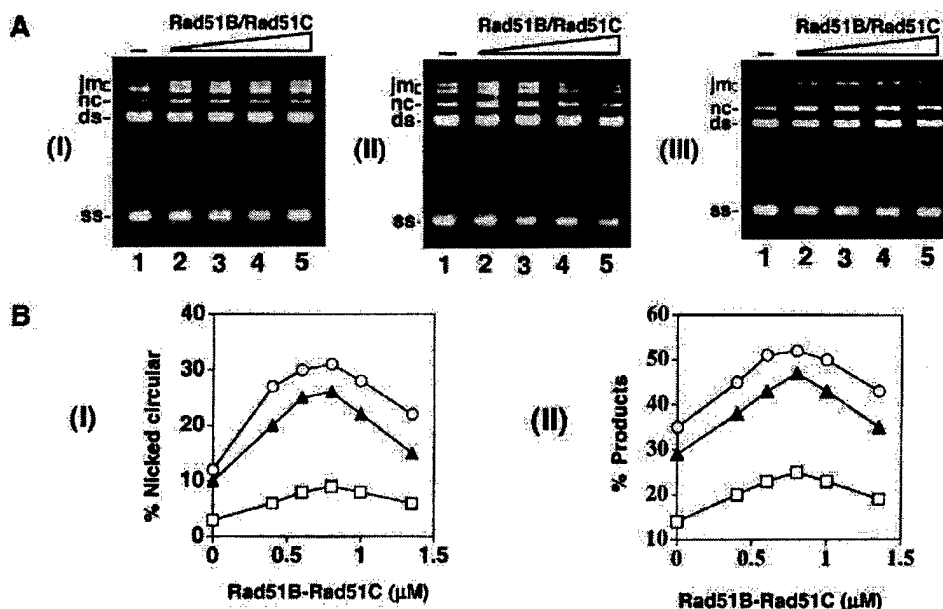 A
Rad51B/Rad51C
Rad51B/Rad51C
Rad51B/Rad51C
(I)
jm
nc-
ds-
ss-
1 2 3 4 5
(II)
jm
nc-
ds-
ss-
1 2 3 4 5
(III)
jm
nc-
ds-
ss-
1 2 3 4 5
B
(I)
% Nicked circular
40
30
20
10
0
0 0.5 1 1.5
Rad51B-Rad51C (μM)
(II)
% Products
60
50
40
30
20
10
0 0.5 1 1.5
Rad51B-Rad51C (μM)